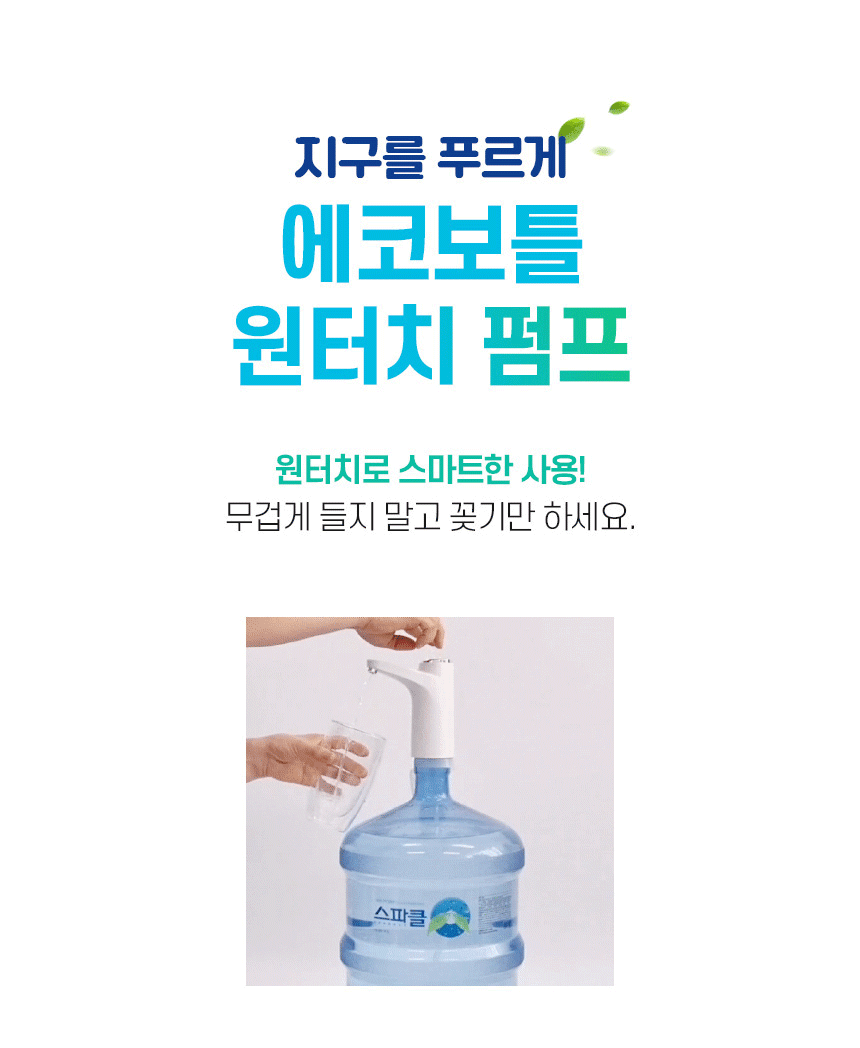 지구를 푸르게
에코보틀
원터치 펌프
원터치로 스마트한 사용!
무겁게 들지 말고 꽂기만 하세요.
스파클